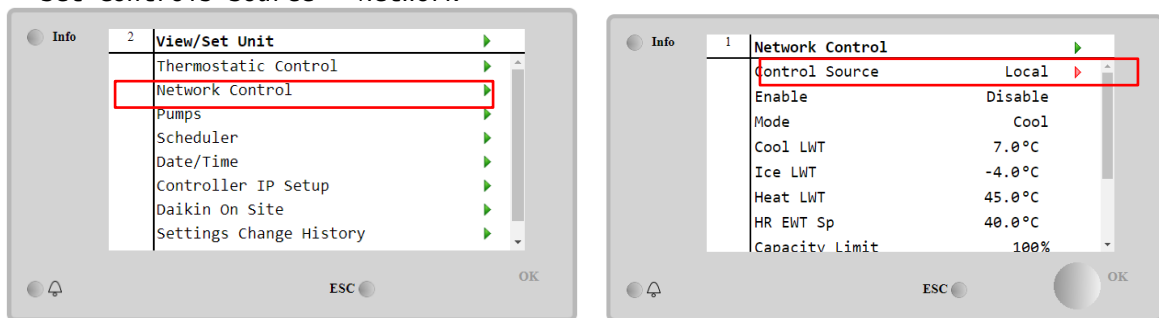 Info
2 View/Set Unit
Thermostatic Control
Network Control
Pumps
Scheduler
Date/Time
Controller IP Setup
Daikin On Site
Settings Change History
ESC
OK
Info
1 Network Control
Control Source Local
Enable Disable
Mode Cool
Cool LWT 7.0°C
Ice LWT -4.0°C
Heat LWT 45.0°C
HR EWT Sp 40.0°C
Capacity Limit 100%
ESC
OK